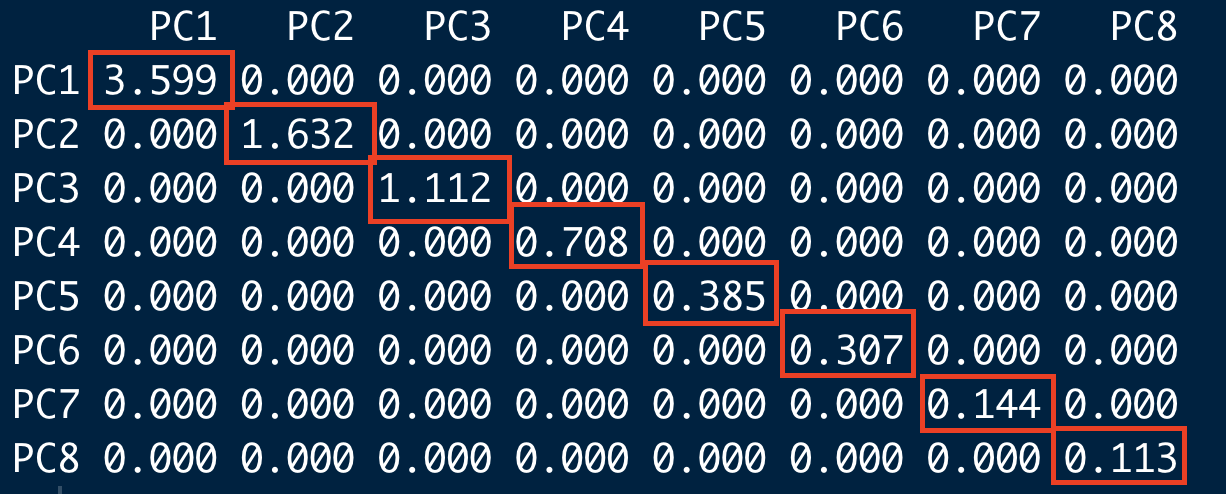 PC1 PC2 PC3 PC4 PC5 PC6 PC7 PC8
PC1 3.599 0.000 0.000 0.000 0.000 0.000 0.000 0.000
PC2 0.000 1.632 0.000 0.000 0.000 0.000 0.000 0.000
PC3 0.000 0.000 1.112 0.000 0.000 0.000 0.000 0.000
PC4 0.000 0.000 0.000 0.708 0.000 0.000 0.000 0.000
PC5 0.000 0.000 0.000 0.000 0.385 0.000 0.000 0.000
PC6 0.000 0.000 0.000 0.000 0.000 0.307 0.000 0.000
PC7 0.000 0.000 0.000 0.000 0.000 0.000 0.144 0.000
PC8 0.000 0.000 0.000 0.000 0.000 0.000 0.000 0.113